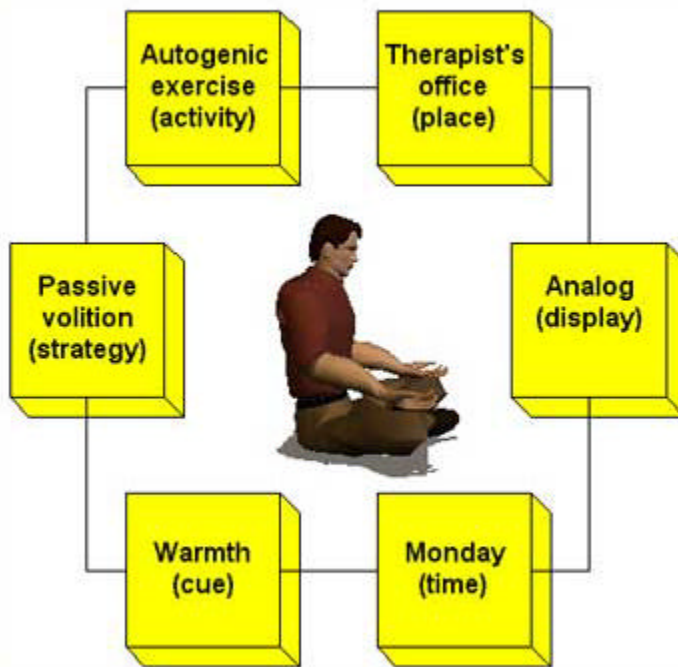 Autogenic
exercise
(activity)
Therapist's
office
(place)
Passive
volition
(strategy)
Analog
(display)
Warmth
(cue)
Monday
(time)